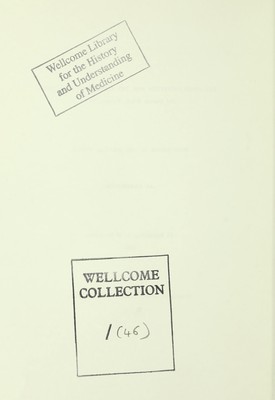 Wellcome Library
for the History
and Understanding
of Medicine
WELLCOME
COLLECTION
1 (46)